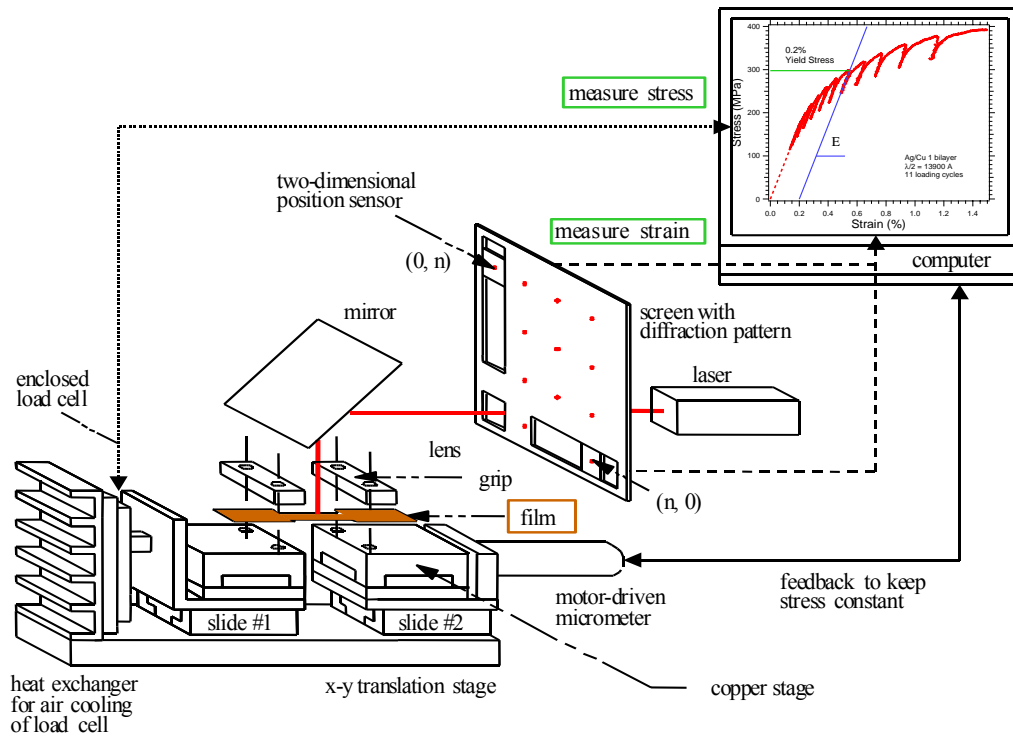 400
300
200
100
0
Stress (MPa)
0.2%
Yield Stress
E
Ag/Cu 1 bilayer
λ/2 = 13900 A
11 loading cycles
0.0 0.2 0.4 0.6 0.8 1.0 1.2 1.4
Strain (%)
computer
measure stress
measure strain
two-dimensional
position sensor
(0, n)
mirror
screen with
diffraction pattern
laser
enclosed
load cell
lens
grip
film
(n, 0)
slide #1
slide #2
motor-driven
micrometer
feedback to keep
stress constant
heat exchanger
for air cooling
of load cell
x-y translation stage
copper stage